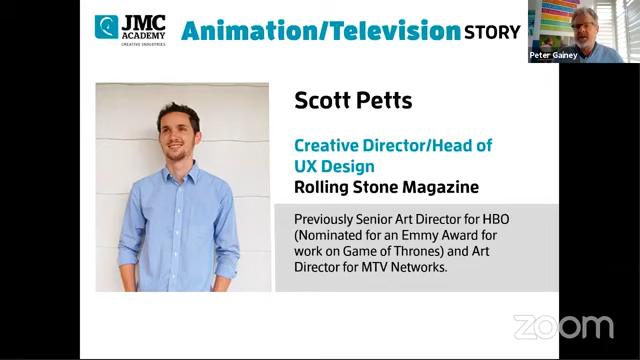 JMC
ACADEMY
CREATIVE INDUSTRIES
Animation/Television STORY
Peter Gainey
Scott Petts
Creative Director/Head of
UX Design
Rolling Stone Magazine
Previously Senior Art Director for HBO
(Nominated for an Emmy Award for
work on Game of Thrones) and Art
Director for MTV Networks.
zoom